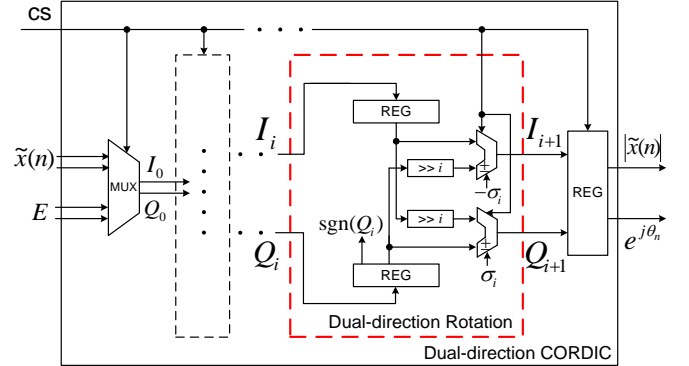 CS
x̃(n)
E
MUX
I₀
Q₀
Iᵢ
Qᵢ
REG
>> i
−σᵢ
>> i
sgn(Qᵢ)
σᵢ
REG
Iᵢ₊₁
Qᵢ₊₁
REG
|x̃(n)|
e^{jθₙ}
Dual-direction Rotation
Dual-direction CORDIC